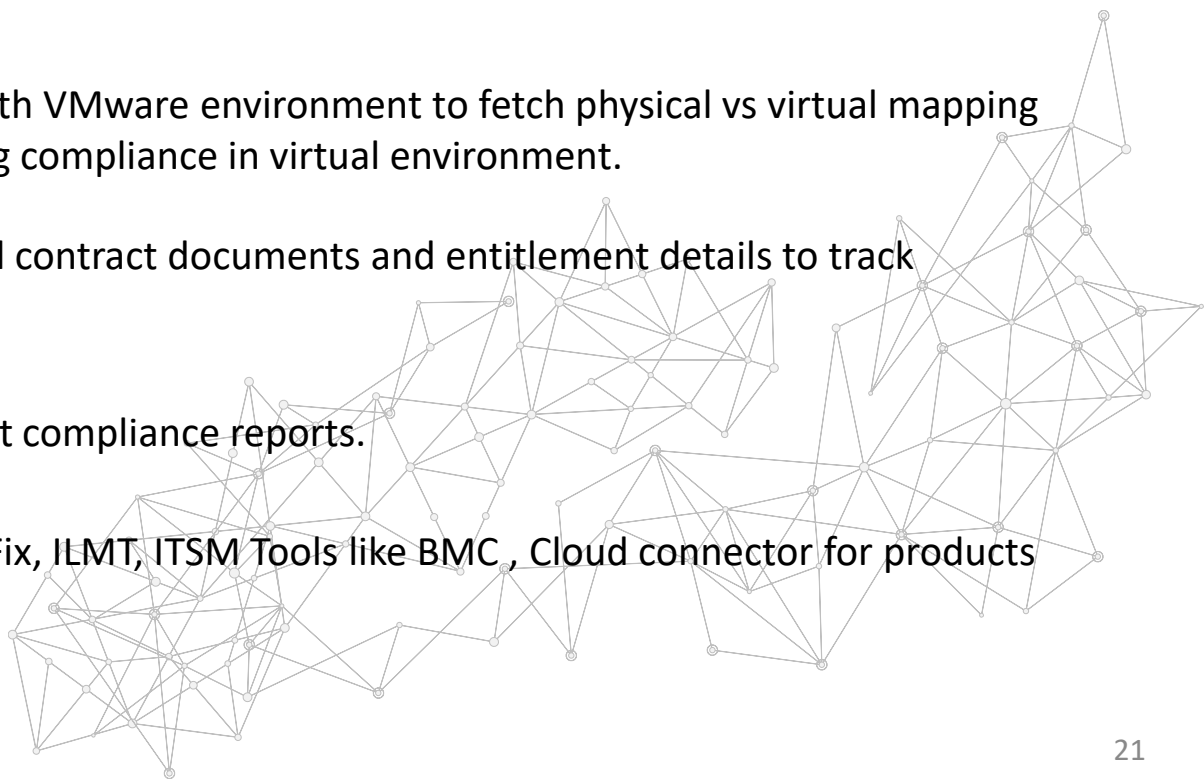 th VMware environment to fetch physical vs virtual mapping
g compliance in virtual environment.
l contract documents and entitlement details to track
t compliance reports.
Fix, ILMT, ITSM Tools like BMC , Cloud connector for products
21